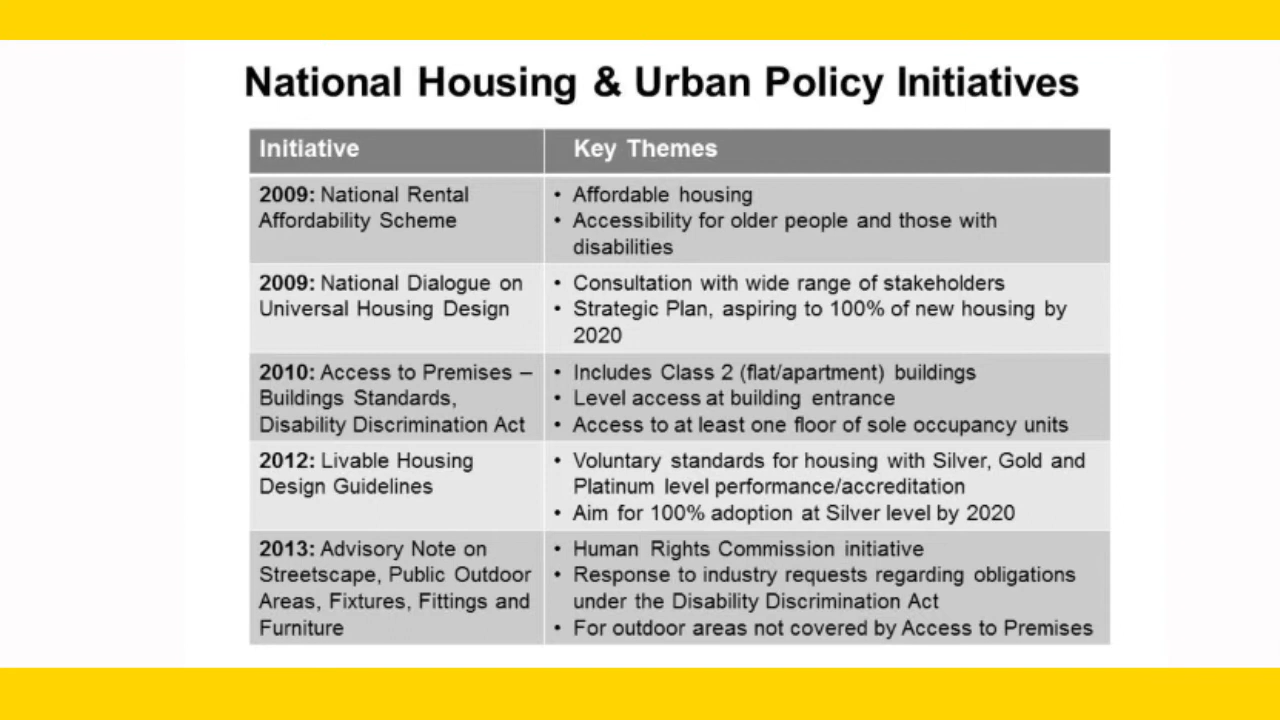 National Housing & Urban Policy Initiatives
Initiative
Key Themes
2009: National Rental
Affordability Scheme
• Affordable housing
• Accessibility for older people and those with
disabilities
2009: National Dialogue on
Universal Housing Design
• Consultation with wide range of stakeholders
• Strategic Plan, aspiring to 100% of new housing by
2020
2010: Access to Premises –
Buildings Standards,
Disability Discrimination Act
• Includes Class 2 (flat/apartment) buildings
• Level access at building entrance
• Access to at least one floor of sole occupancy units
2012: Livable Housing
Design Guidelines
• Voluntary standards for housing with Silver, Gold and
Platinum level performance/accreditation
• Aim for 100% adoption at Silver level by 2020
2013: Advisory Note on
Streetscape, Public Outdoor
Areas, Fixtures, Fittings and
Furniture
• Human Rights Commission initiative
• Response to industry requests regarding obligations
under the Disability Discrimination Act
• For outdoor areas not covered by Access to Premises